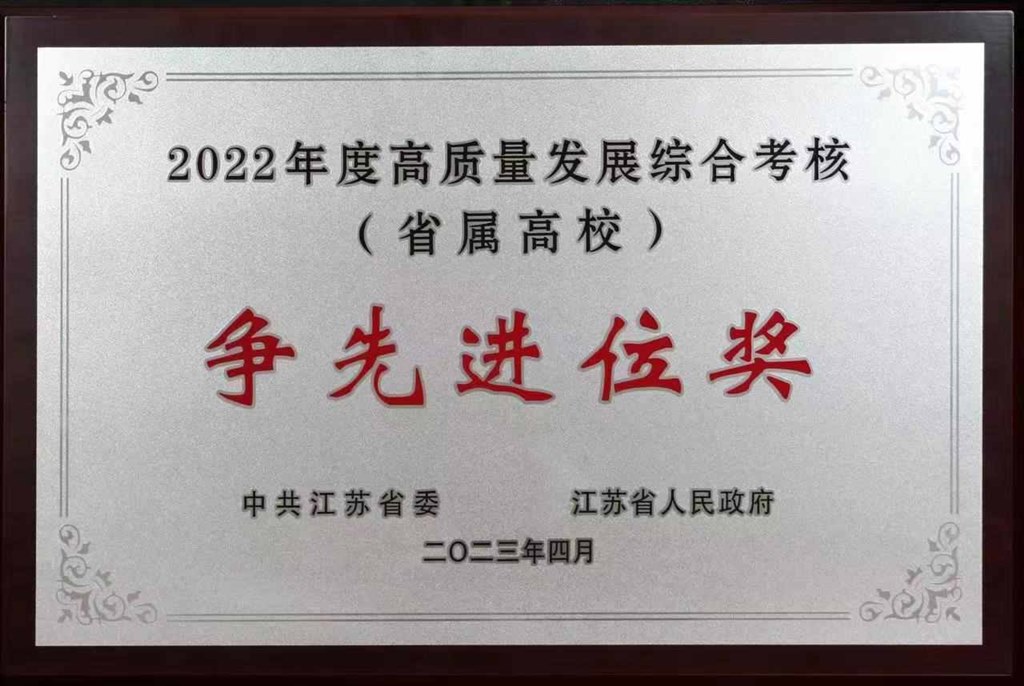 2022年度高质量发展综合考核
（省属高校）
争先进位奖
中共江苏省委 江苏省人民政府
二〇二三年四月